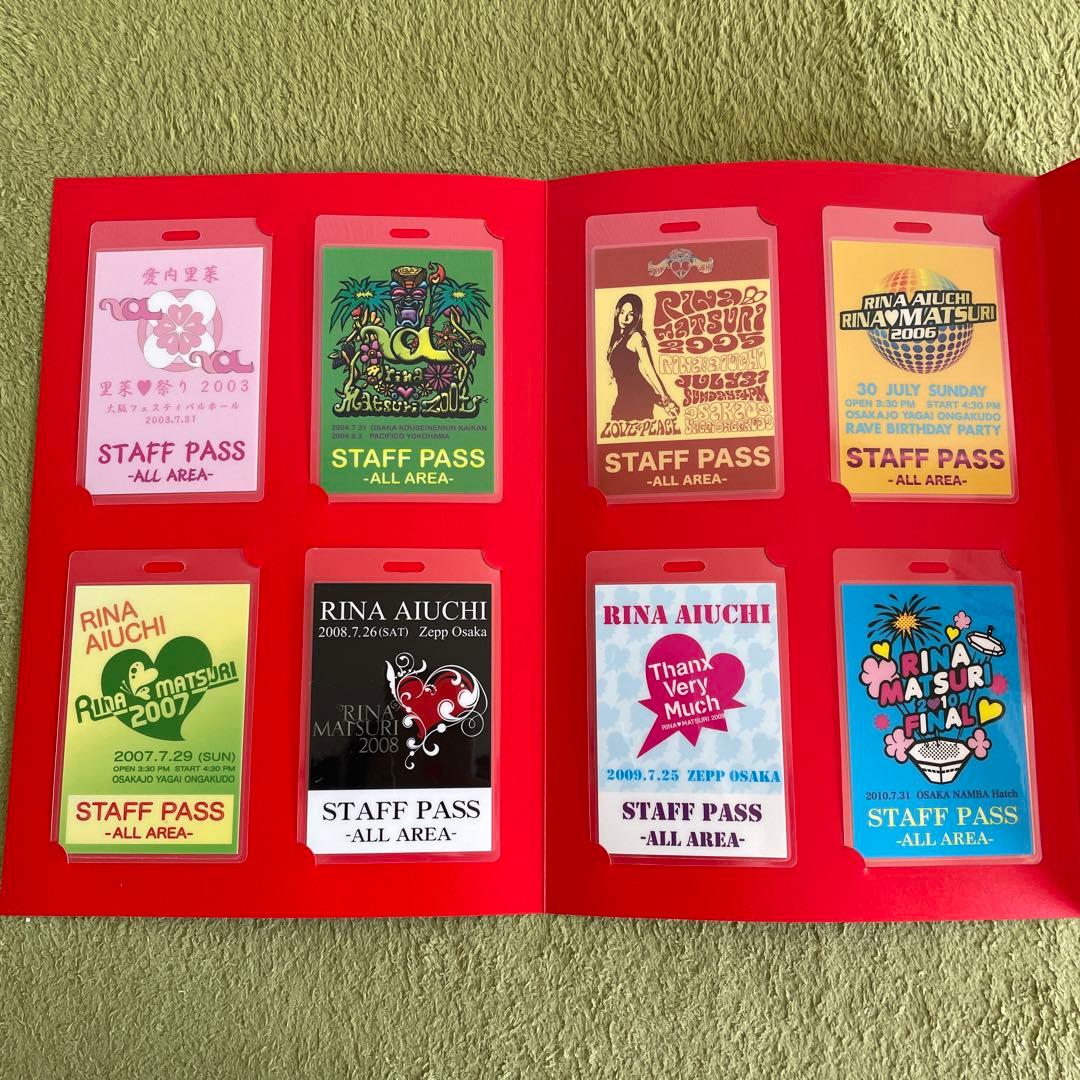 愛内里菜
里菜♥祭り 2003
大阪フェスティバルホール
2003.7.31
STAFF PASS
-ALL AREA-
Rina
Matsuri 2004
2004.7.31 OSAKA KOUSEINENKIN KAIKAN
2004.8.3 PACIFICO YOKOHAMA
STAFF PASS
-ALL AREA-
RINA
MATSURI
2005
RINA AIUCHI
JULY 31
SUNDAY 4PM
OSAKAJO
YAGAI ONGAKUDO
LOVE&PEACE
STAFF PASS
-ALL AREA-
RINA AIUCHI
RINA♥MATSURI
2006
30 JULY SUNDAY
OPEN 3:30 PM START 4:30 PM
OSAKAJO YAGAI ONGAKUDO
RAVE BIRTHDAY PARTY
STAFF PASS
-ALL AREA-
RINA
AIUCHI
RINA MATSURI
2007
2007.7.29 (SUN)
OPEN 3:30 PM START 4:30 PM
OSAKAJO YAGAI ONGAKUDO
STAFF PASS
-ALL AREA-
RINA AIUCHI
2008.7.26(SAT) Zepp Osaka
RINA
MATSURI
2008
STAFF PASS
-ALL AREA-
RINA AIUCHI
Thanx
Very
Much
RINA♥MATSURI 2009
2009.7.25 ZEPP OSAKA
STAFF PASS
-ALL AREA-
RINA
MATSURI
2♥10
FINAL
2010.7.31 OSAKA NAMBA Hatch
STAFF PASS
-ALL AREA-